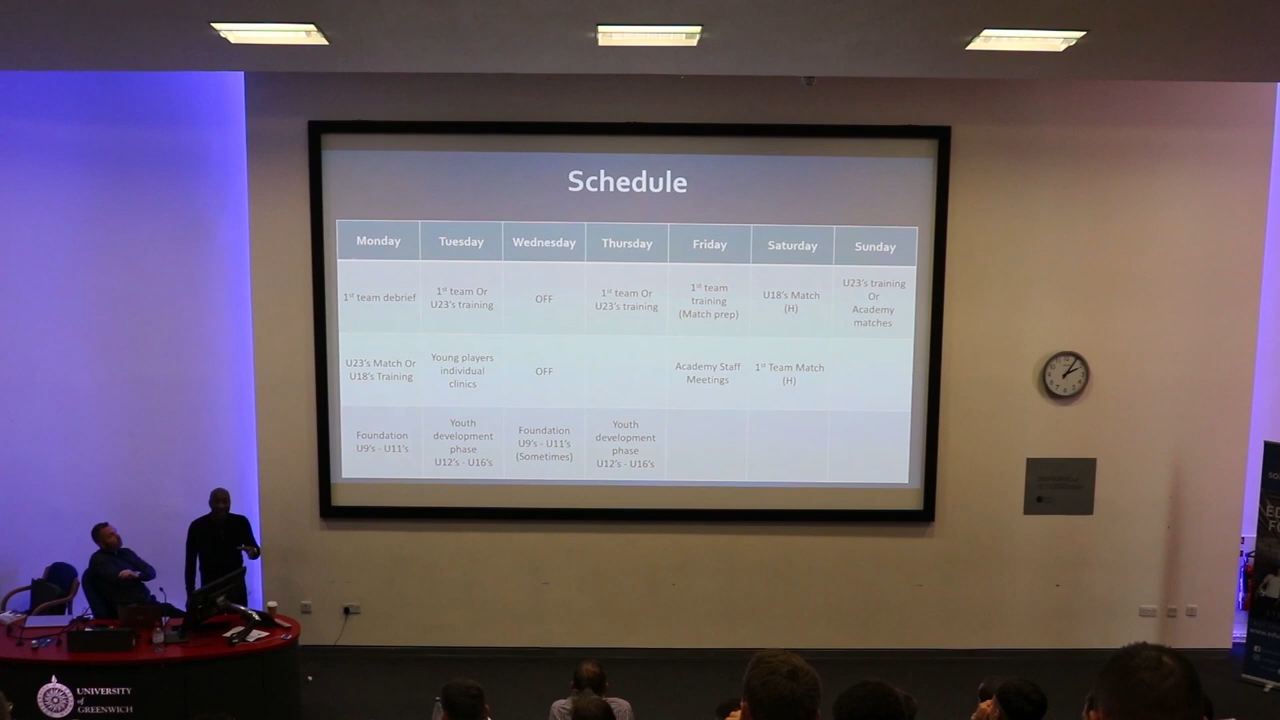 Schedule
Monday Tuesday Wednesday Thursday Friday Saturday Sunday
1st team debrief
1st team Or
U23's training
OFF
1st team Or
U23's training
1st team
training
(Match prep)
U18's Match
(H)
U23's training
Or
Academy
matches
U23's Match Or
U18's Training
Young players
individual
clinics
OFF
Academy Staff
Meetings
1st Team Match
(H)
Foundation
U9's - U11's
Youth
development
phase
U12's - U16's
Foundation
U9's - U11's
(Sometimes)
Youth
development
phase
U12's - U16's
UNIVERSITY
of
GREENWICH